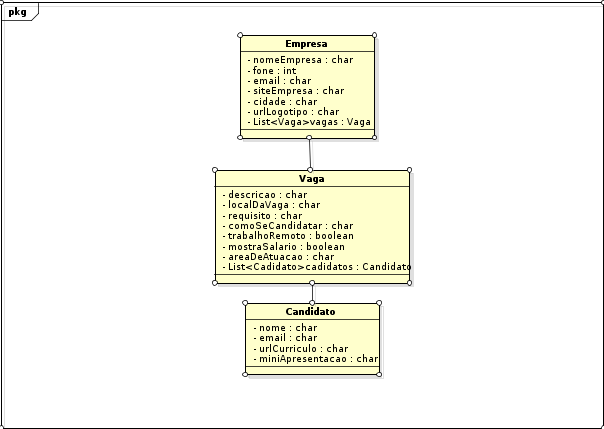 pkg
Empresa
- nomeEmpresa : char
- fone : int
- email : char
- siteEmpresa : char
- cidade : char
- urlLogotipo : char
- List<Vaga>vagas : Vaga
Vaga
- descricao : char
- localDaVaga : char
- requisito : char
- comoSeCandidatar : char
- trabalhoRemoto : boolean
- mostraSalario : boolean
- areaDeAtuacao : char
- List<Cadidato>cadidatos : Candidato
Candidato
- nome : char
- email : char
- urlCurriculo : char
- miniApresentacao : char